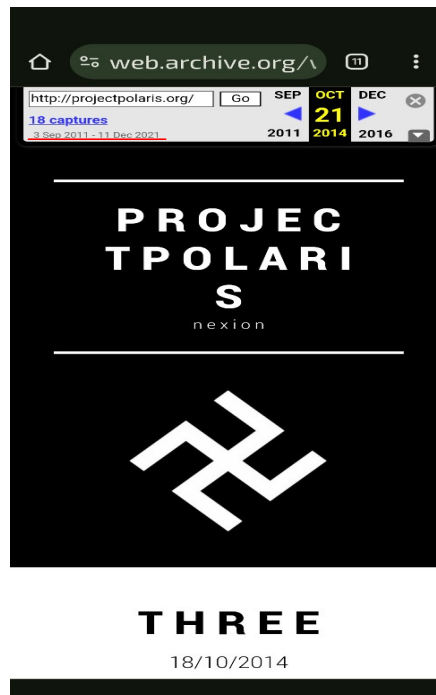 web.archive.org/
11
http://projectpolaris.org/ Go SEP OCT DEC
18 captures 21
3 Sep 2011 - 11 Dec 2021 2011 2014 2016
PROJEC
TPOLARI
S
nexion
THREE
18/10/2014